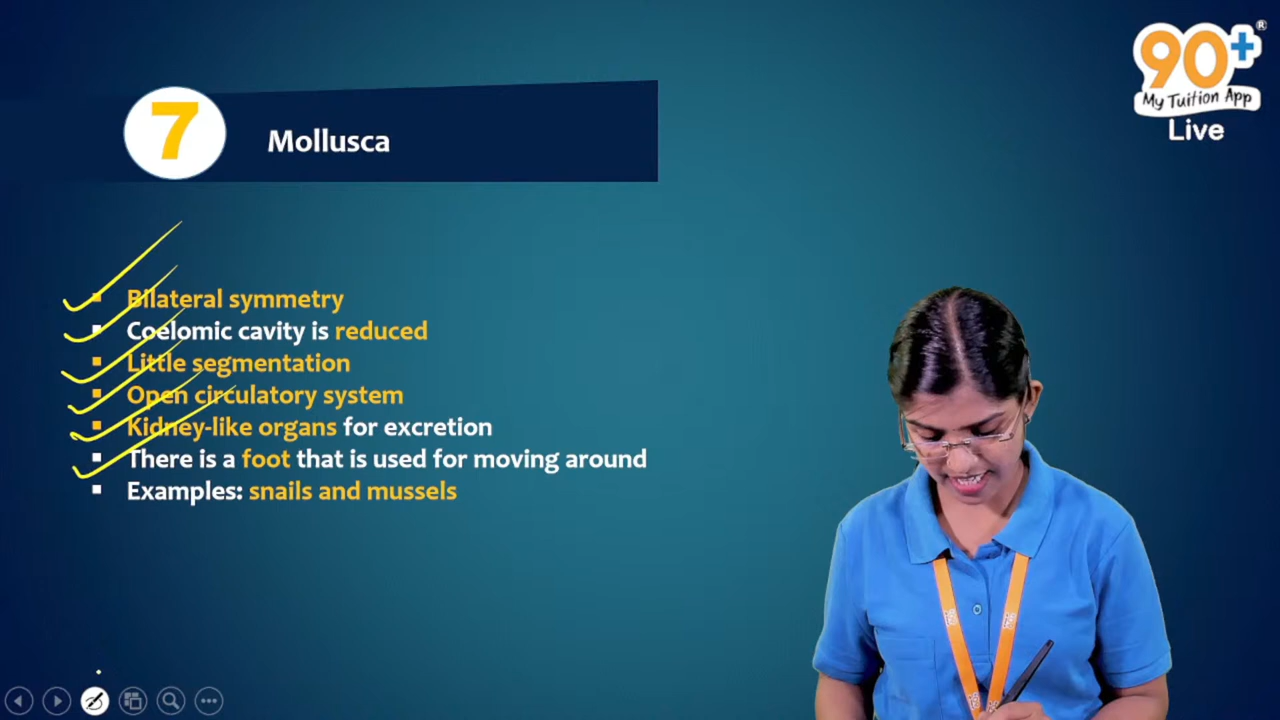 90+
®
My Tuition App
Live
7
Mollusca
Bilateral symmetry
Coelomic cavity is reduced
Little segmentation
Open circulatory system
Kidney-like organs for excretion
There is a foot that is used for moving around
Examples: snails and mussels